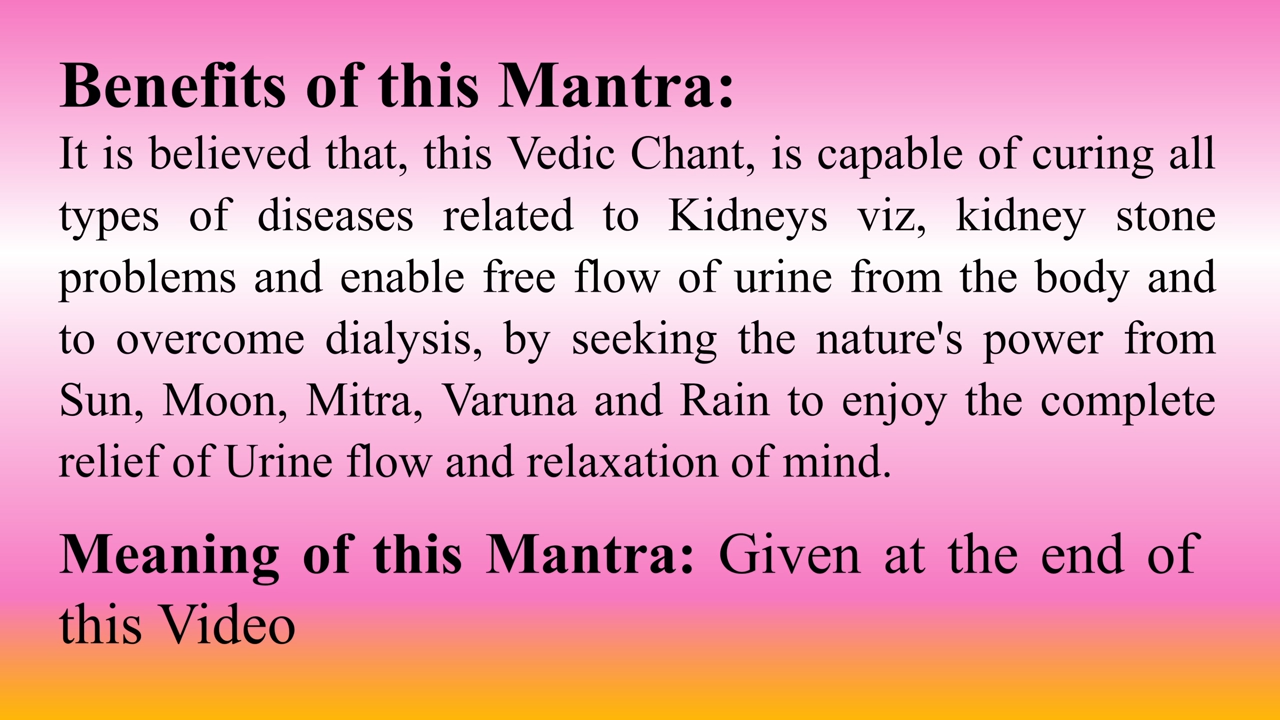 Benefits of this Mantra:
It is believed that, this Vedic Chant, is capable of curing all
types of diseases related to Kidneys viz, kidney stone
problems and enable free flow of urine from the body and
to overcome dialysis, by seeking the nature's power from
Sun, Moon, Mitra, Varuna and Rain to enjoy the complete
relief of Urine flow and relaxation of mind.
Meaning of this Mantra: Given at the end of
this Video